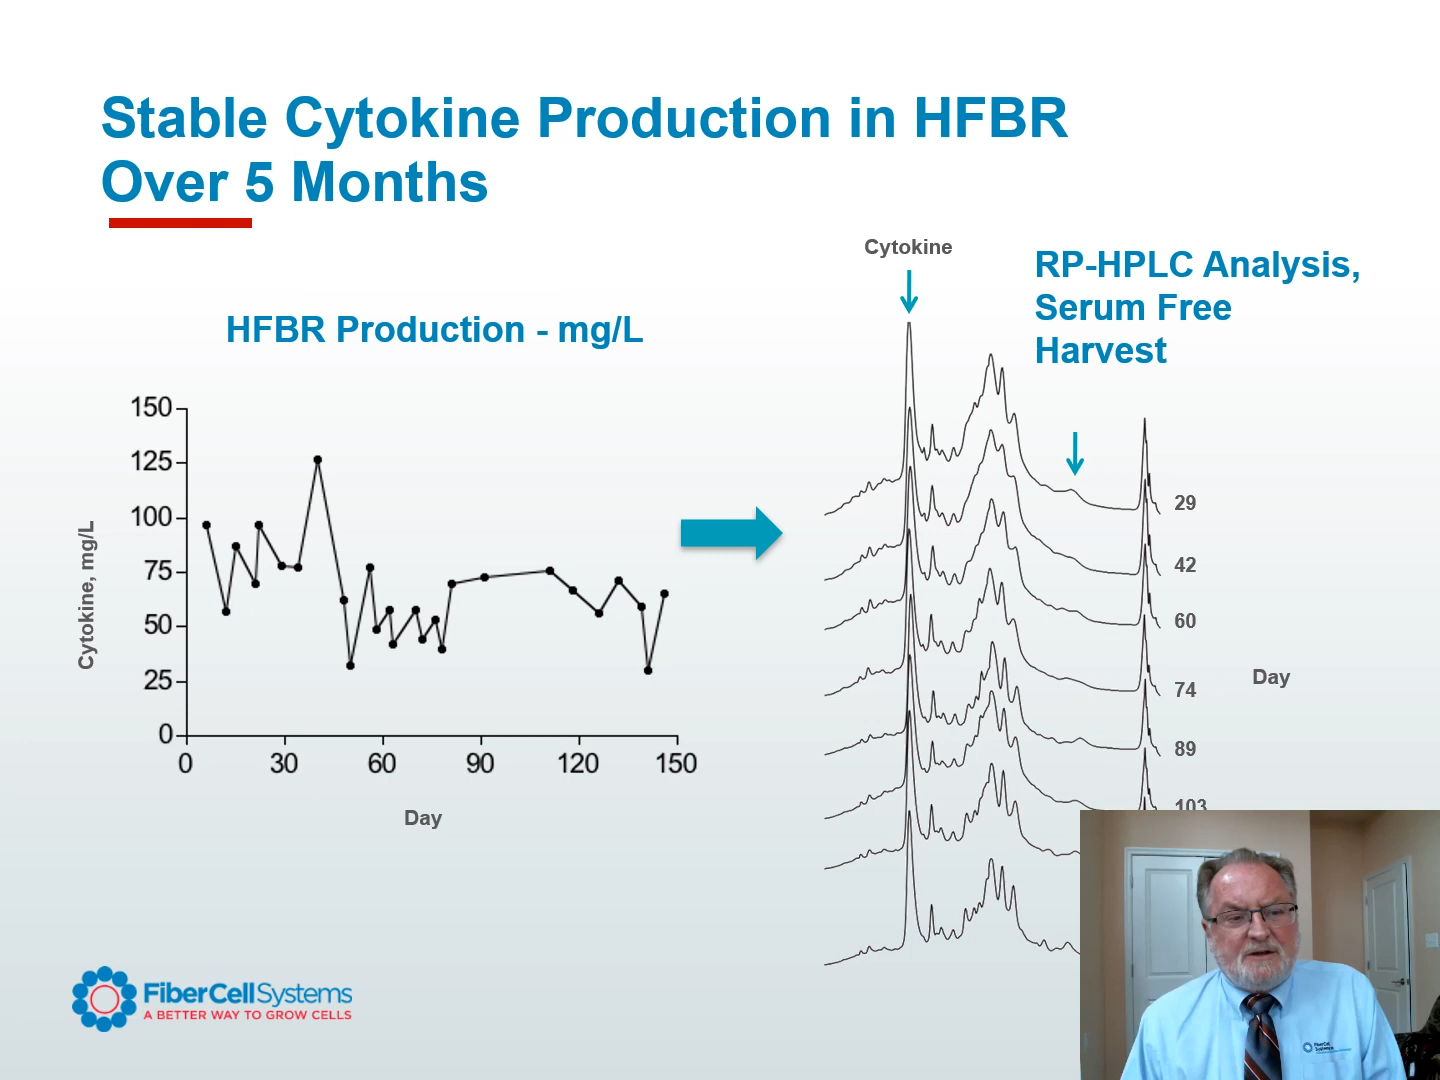 Stable Cytokine Production in HFBR
Over 5 Months
Cytokine
RP-HPLC Analysis,
Serum Free
Harvest
HFBR Production - mg/L
150
125
100
75
50
25
0
Cytokine, mg/L
0 30 60 90 120 150
Day
29
42
60
74
89
103
Day
FiberCellSystems
A BETTER WAY TO GROW CELLS
FiberCell
Systems